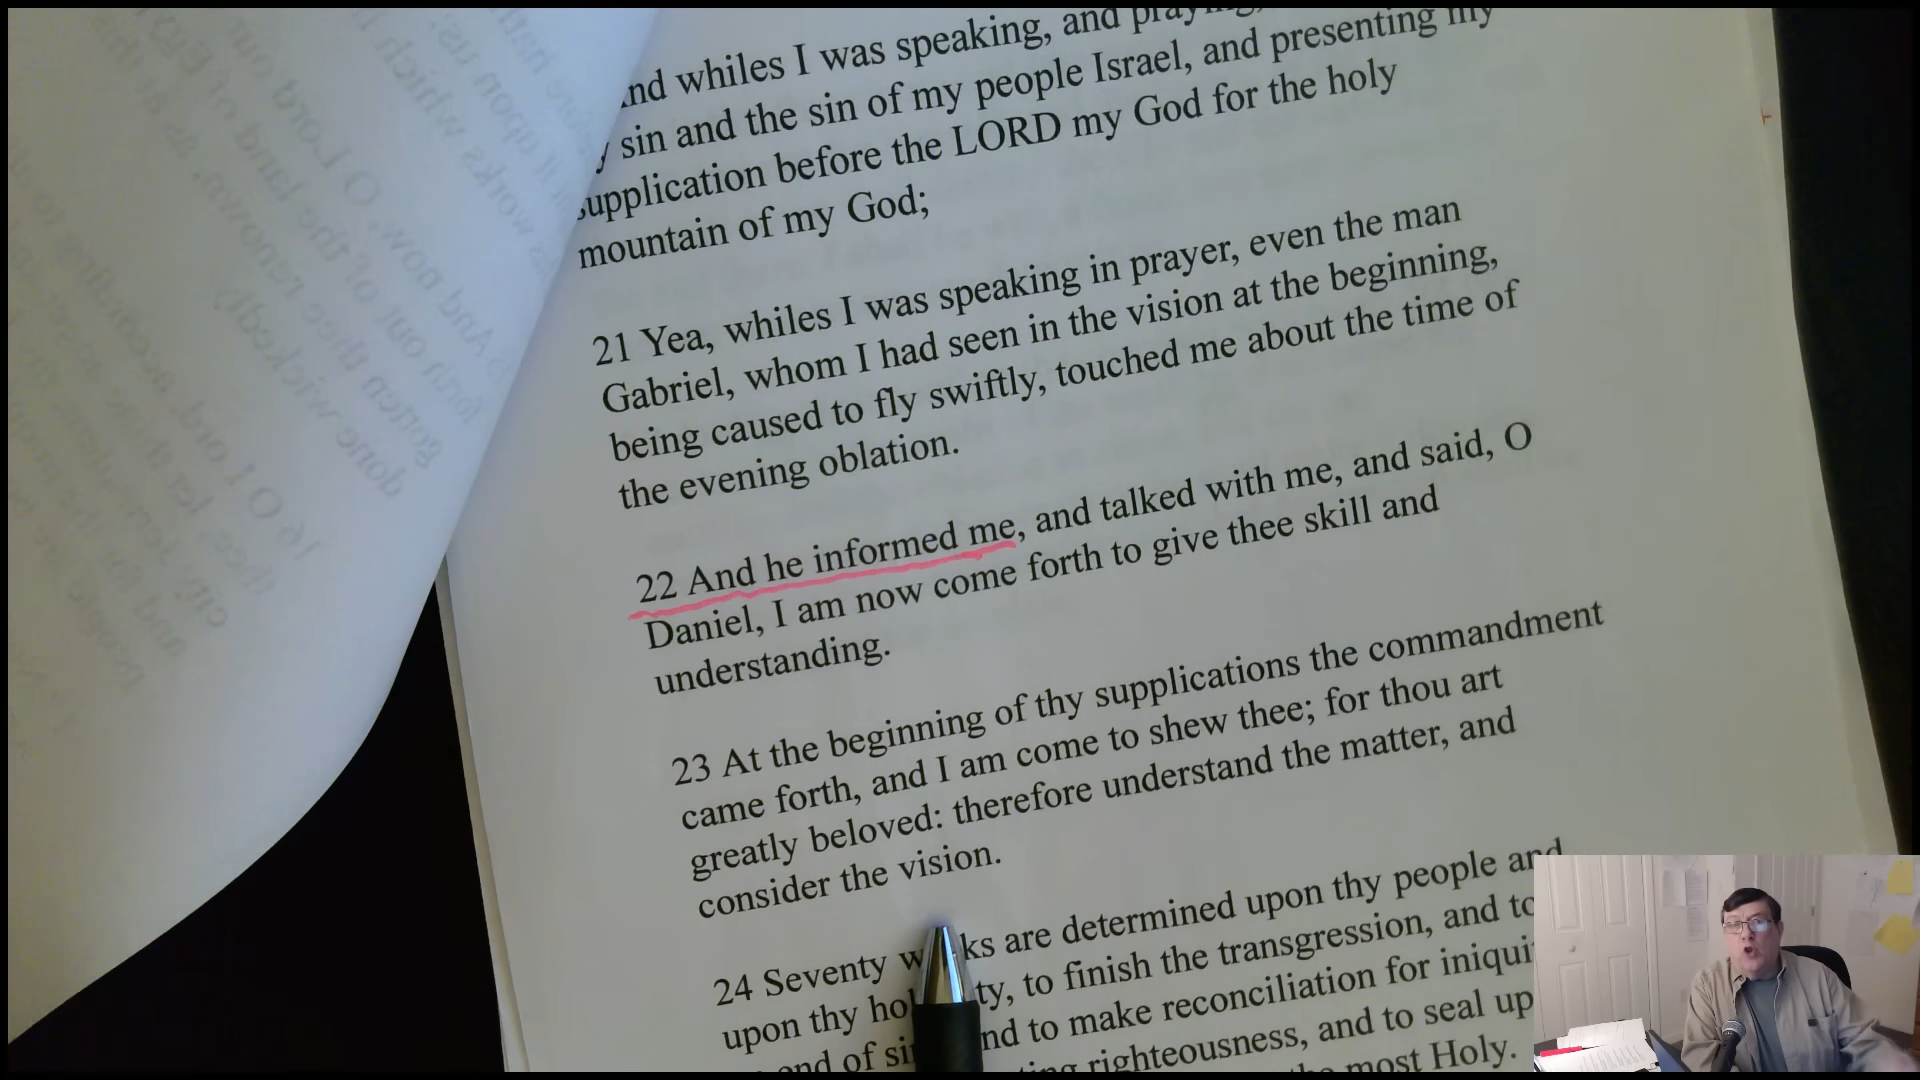 nd whiles I was speaking, and praying,
sin and the sin of my people Israel, and presenting my
supplication before the LORD my God for the holy
mountain of my God;
21 Yea, whiles I was speaking in prayer, even the man
Gabriel, whom I had seen in the vision at the beginning,
being caused to fly swiftly, touched me about the time of
the evening oblation.
22 And he informed me, and talked with me, and said, O
Daniel, I am now come forth to give thee skill and
understanding.
23 At the beginning of thy supplications the commandment
came forth, and I am come to shew thee; for thou art
greatly beloved: therefore understand the matter, and
consider the vision.
24 Seventy w ks are determined upon thy people and
upon thy ho ty, to finish the transgression, and to
end of si nd to make reconciliation for iniqui
righteousness, and to seal up
most Holy.